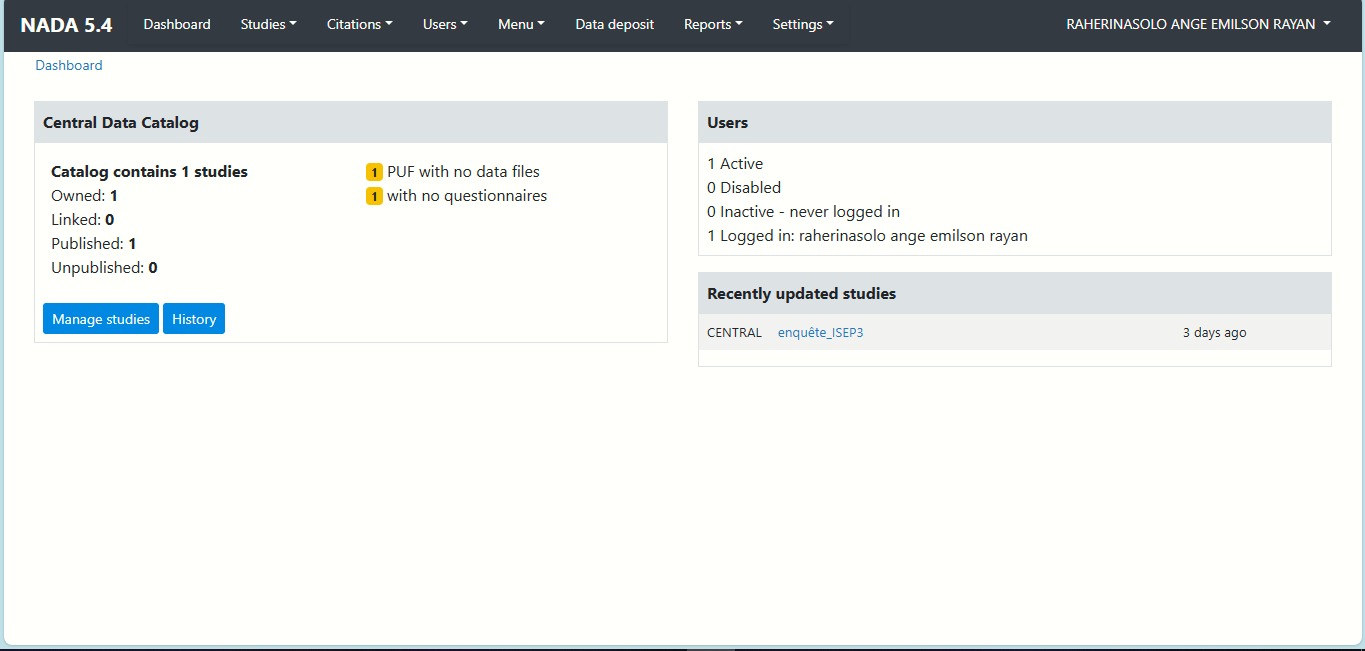 NADA 5.4 Dashboard Studies Citations Users Menu Data deposit Reports Settings RAHERINASOLO ANGE EMILSON RAYAN
Dashboard
Central Data Catalog
Catalog contains 1 studies
Owned: 1
Linked: 0
Published: 1
Unpublished: 0
1 PUF with no data files
1 with no questionnaires
Manage studies History
Users
1 Active
0 Disabled
0 Inactive - never logged in
1 Logged in: raherinasolo ange emilson rayan
Recently updated studies
CENTRAL enquête_ISEP3 3 days ago